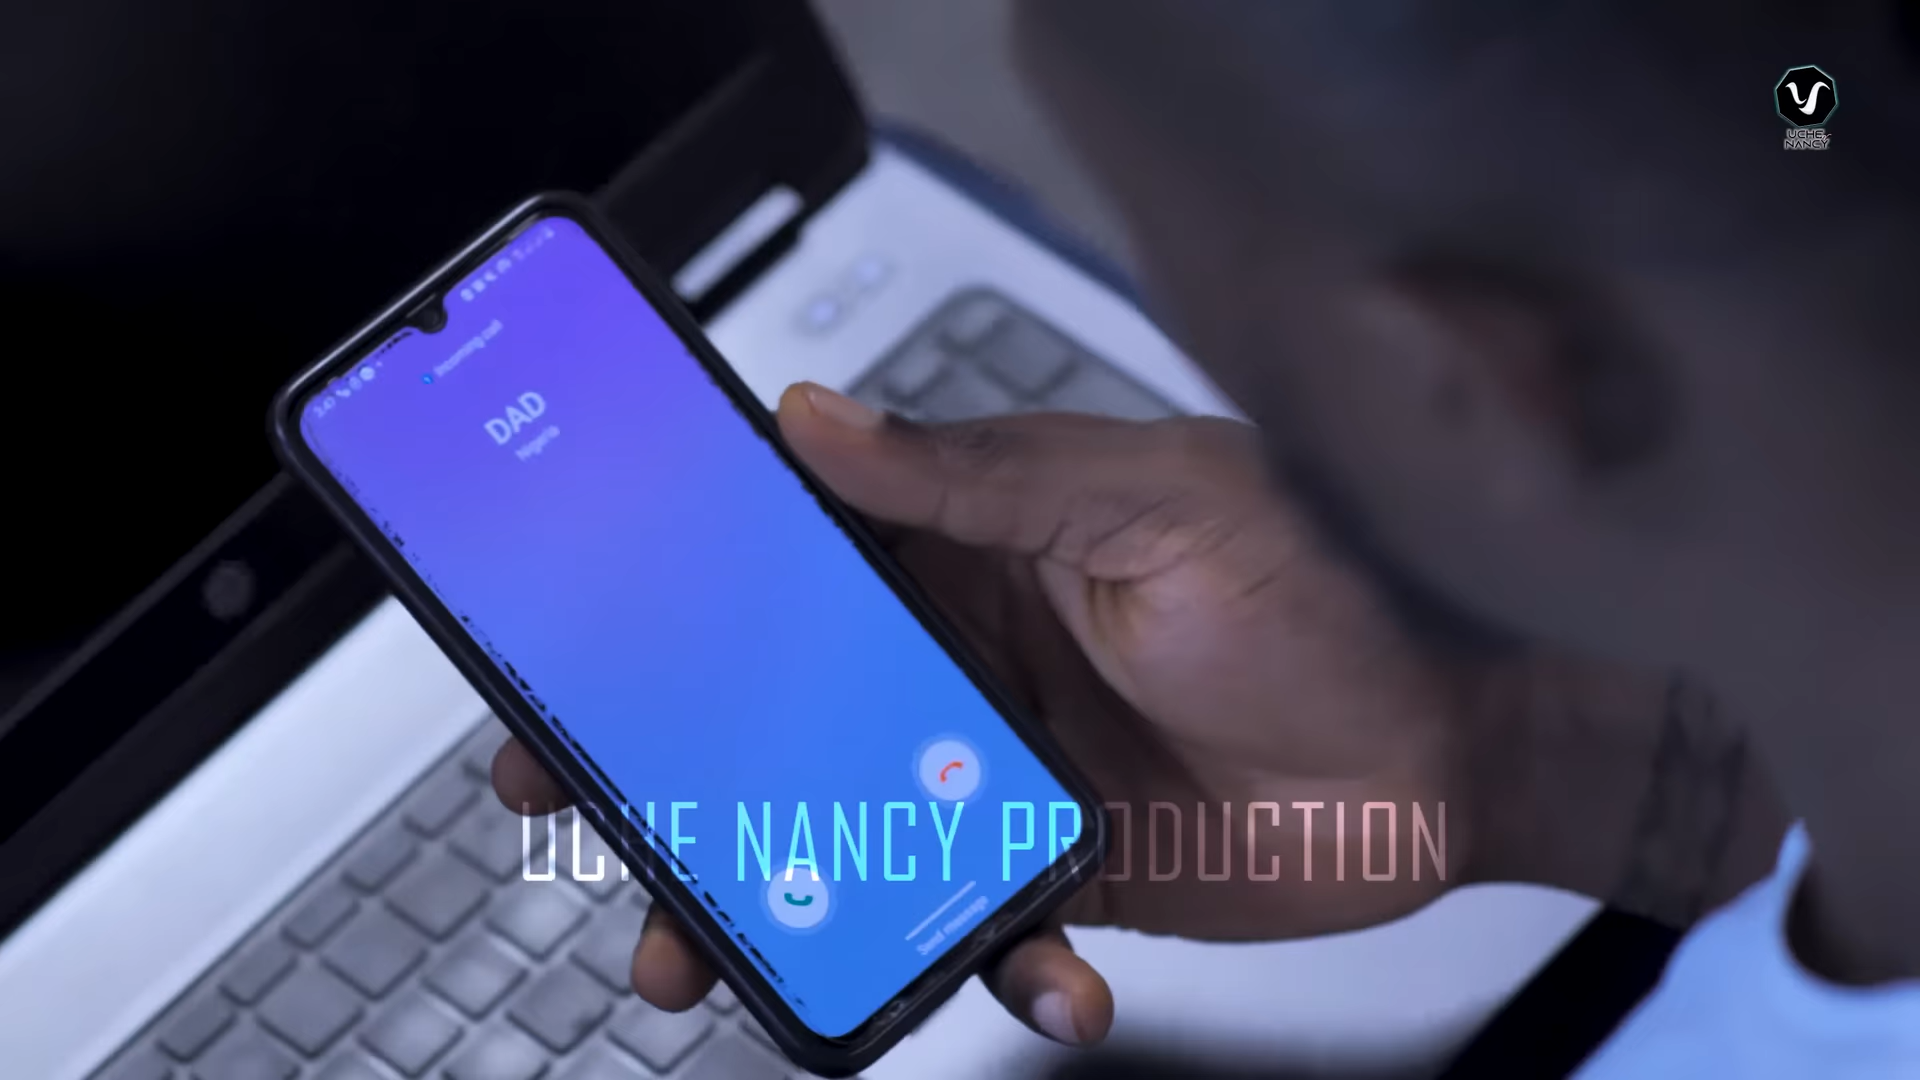 UCHE
NANCY
Incoming call
DAD
Nigeria
UCHE NANCY PRODUCTION
Send message